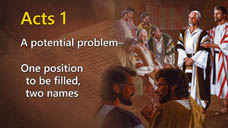 Acts 1
A potential problem–
One position
to be filled,
two names